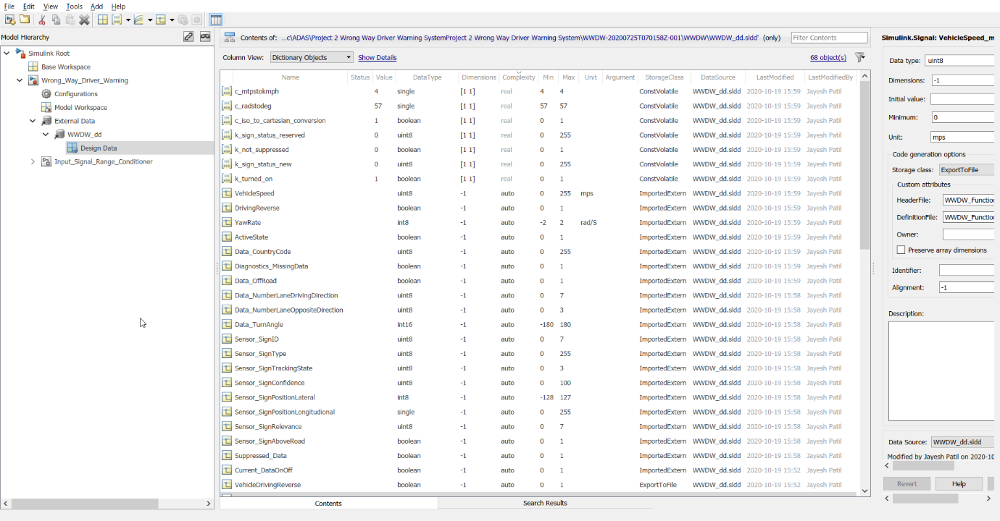 File Edit View Tools Add Help
Model Hierarchy
Simulink Root
Base Workspace
Wrong_Way_Driver_Warning
Configurations
Model Workspace
External Data
WWDW_dd
Design Data
Input_Signal_Range_Conditioner
Contents of: ...c\ADAS\Project 2 Wrong Way Driver Warning SystemProject 2 Wrong Way Driver Warning System\WWDW-20200725T070158Z-001\WWDW\WWDW_dd.sldd' (only) Filter Contents
Column View: Dictionary Objects Show Details 68 object(s)
Name Status Value DataType Dimensions Complexity Min Max Unit Argument StorageClass DataSource LastModified LastModifiedBy
c_mtpstokmph 4 single [1 1] real 4 4 ConstVolatile WWDW_dd.sldd 2020-10-19 15:59 Jayesh Patil
c_radstodeg 57 single [1 1] real 57 57 ConstVolatile WWDW_dd.sldd 2020-10-19 15:59 Jayesh Patil
c_iso_to_cartesian_conversion 1 boolean [1 1] real 0 1 ConstVolatile WWDW_dd.sldd 2020-10-19 15:59 Jayesh Patil
k_sign_status_reserved 0 uint8 [1 1] real 0 255 ConstVolatile WWDW_dd.sldd 2020-10-19 15:59 Jayesh Patil
k_not_suppressed 0 boolean [1 1] real 0 1 ConstVolatile WWDW_dd.sldd 2020-10-19 15:59 Jayesh Patil
k_sign_status_new 0 uint8 [1 1] real 0 255 ConstVolatile WWDW_dd.sldd 2020-10-19 15:59 Jayesh Patil
k_turned_on 1 boolean [1 1] real 0 1 ConstVolatile WWDW_dd.sldd 2020-10-19 15:59 Jayesh Patil
VehicleSpeed uint8 -1 auto 0 255 mps ImportedExtern WWDW_dd.sldd 2020-10-19 15:59 Jayesh Patil
DrivingReverse boolean -1 auto 0 1 ImportedExtern WWDW_dd.sldd 2020-10-19 15:59 Jayesh Patil
YawRate int8 -1 auto -2 2 rad/S ImportedExtern WWDW_dd.sldd 2020-10-19 15:59 Jayesh Patil
ActiveState boolean -1 auto 0 1 ImportedExtern WWDW_dd.sldd 2020-10-19 15:59 Jayesh Patil
Data_CountryCode uint8 -1 auto 0 255 ImportedExtern WWDW_dd.sldd 2020-10-19 15:59 Jayesh Patil
Diagnostics_MissingData boolean -1 auto 0 1 ImportedExtern WWDW_dd.sldd 2020-10-19 15:59 Jayesh Patil
Data_OffRoad boolean -1 auto 0 1 ImportedExtern WWDW_dd.sldd 2020-10-19 15:59 Jayesh Patil
Data_NumberLaneDrivingDirection uint8 -1 auto 0 7 ImportedExtern WWDW_dd.sldd 2020-10-19 15:59 Jayesh Patil
Data_NumberLaneOppositeDirection uint8 -1 auto 0 3 ImportedExtern WWDW_dd.sldd 2020-10-19 15:59 Jayesh Patil
Data_TurnAngle int16 -1 auto -180 180 ImportedExtern WWDW_dd.sldd 2020-10-19 15:58 Jayesh Patil
Sensor_SignID uint8 -1 auto 0 7 ImportedExtern WWDW_dd.sldd 2020-10-19 15:58 Jayesh Patil
Sensor_SignType uint8 -1 auto 0 255 ImportedExtern WWDW_dd.sldd 2020-10-19 15:58 Jayesh Patil
Sensor_SignTrackingState uint8 -1 auto 0 3 ImportedExtern WWDW_dd.sldd 2020-10-19 15:58 Jayesh Patil
Sensor_SignConfidence uint8 -1 auto 0 100 ImportedExtern WWDW_dd.sldd 2020-10-19 15:58 Jayesh Patil
Sensor_SignPositionLateral int8 -1 auto -128 127 ImportedExtern WWDW_dd.sldd 2020-10-19 15:58 Jayesh Patil
Sensor_SignPositionLongitudional single -1 auto 0 255 ImportedExtern WWDW_dd.sldd 2020-10-19 15:58 Jayesh Patil
Sensor_SignRelevance uint8 -1 auto 0 7 ImportedExtern WWDW_dd.sldd 2020-10-19 15:58 Jayesh Patil
Sensor_SignAboveRoad boolean -1 auto 0 1 ImportedExtern WWDW_dd.sldd 2020-10-19 15:58 Jayesh Patil
Suppressed_Data boolean -1 auto 0 1 ImportedExtern WWDW_dd.sldd 2020-10-19 15:58 Jayesh Patil
Current_DataOnOff boolean -1 auto 0 1 ImportedExtern WWDW_dd.sldd 2020-10-19 15:52 Jayesh Patil
VehicleDrivingReverse boolean -1 auto 0 1 ExportToFile WWDW_dd.sldd 2020-10-19 15:52 Jayesh Patil
Contents Search Results
Simulink.Signal: VehicleSpeed_m
Data type: uint8
Dimensions: -1
Initial value:
Minimum: 0
Unit: mps
Code generation options
Storage class: ExportToFile
Custom attributes
HeaderFile: WWDW_Function
DefinitionFile: WWDW_Function
Owner:
Preserve array dimensions
Identifier:
Alignment: -1
Description:
Data Source: WWDW_dd.sldd
Modified by Jayesh Patil on 2020-10
Revert Help